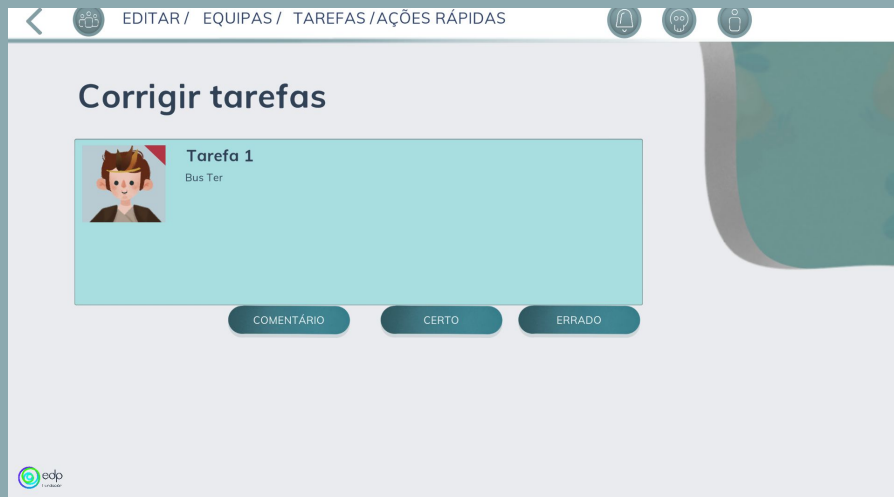 EDITAR / EQUIPAS / TAREFAS / AÇÕES RÁPIDAS
Corrigir tarefas
Tarefa 1
Bus Ter
COMENTÁRIO CERTO ERRADO
edp